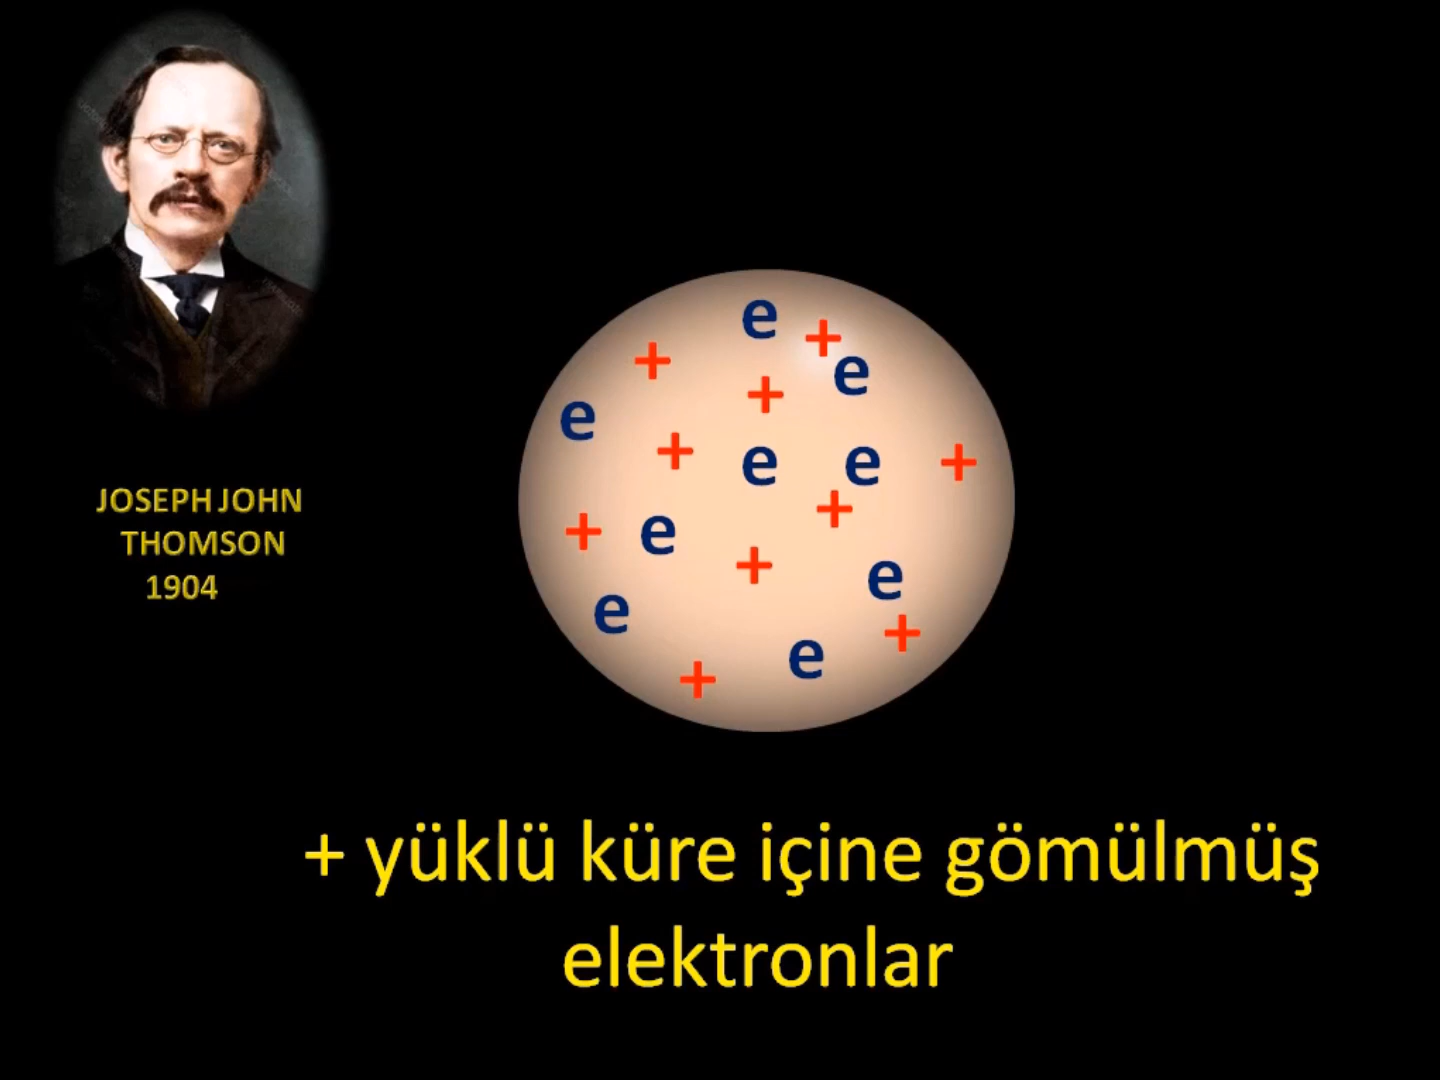 JOSEPH JOHN
THOMSON
1904
e +
+ e
+
e
+ e e +
+
+ e
+
e
e
+
e
+
+ yüklü küre içine gömülmüş
elektronlar